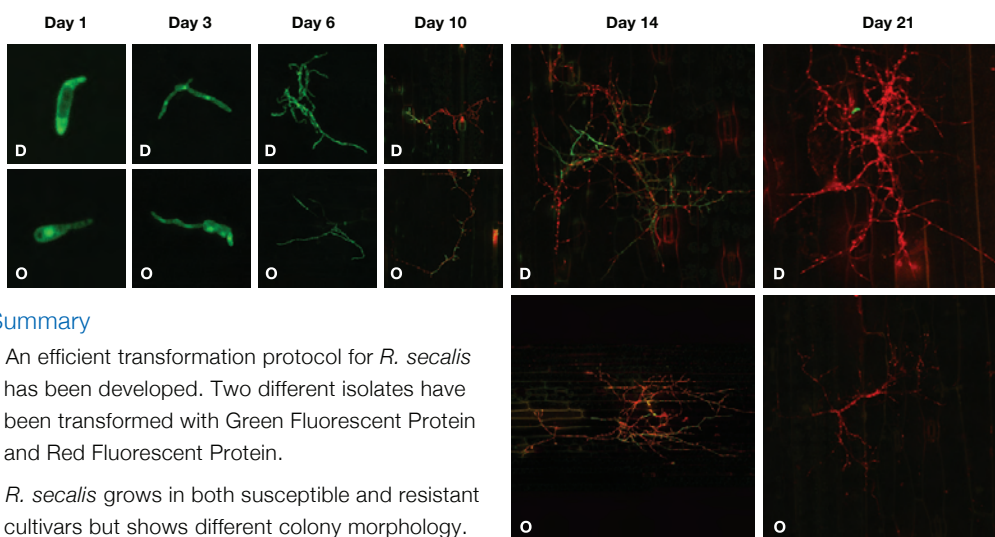 Day 1 Day 3 Day 6 Day 10 Day 14 Day 21
D D D D
O O O O D D
Summary
An efficient transformation protocol for R. secalis
has been developed. Two different isolates have
been transformed with Green Fluorescent Protein
and Red Fluorescent Protein.
R. secalis grows in both susceptible and resistant
cultivars but shows different colony morphology.
O O